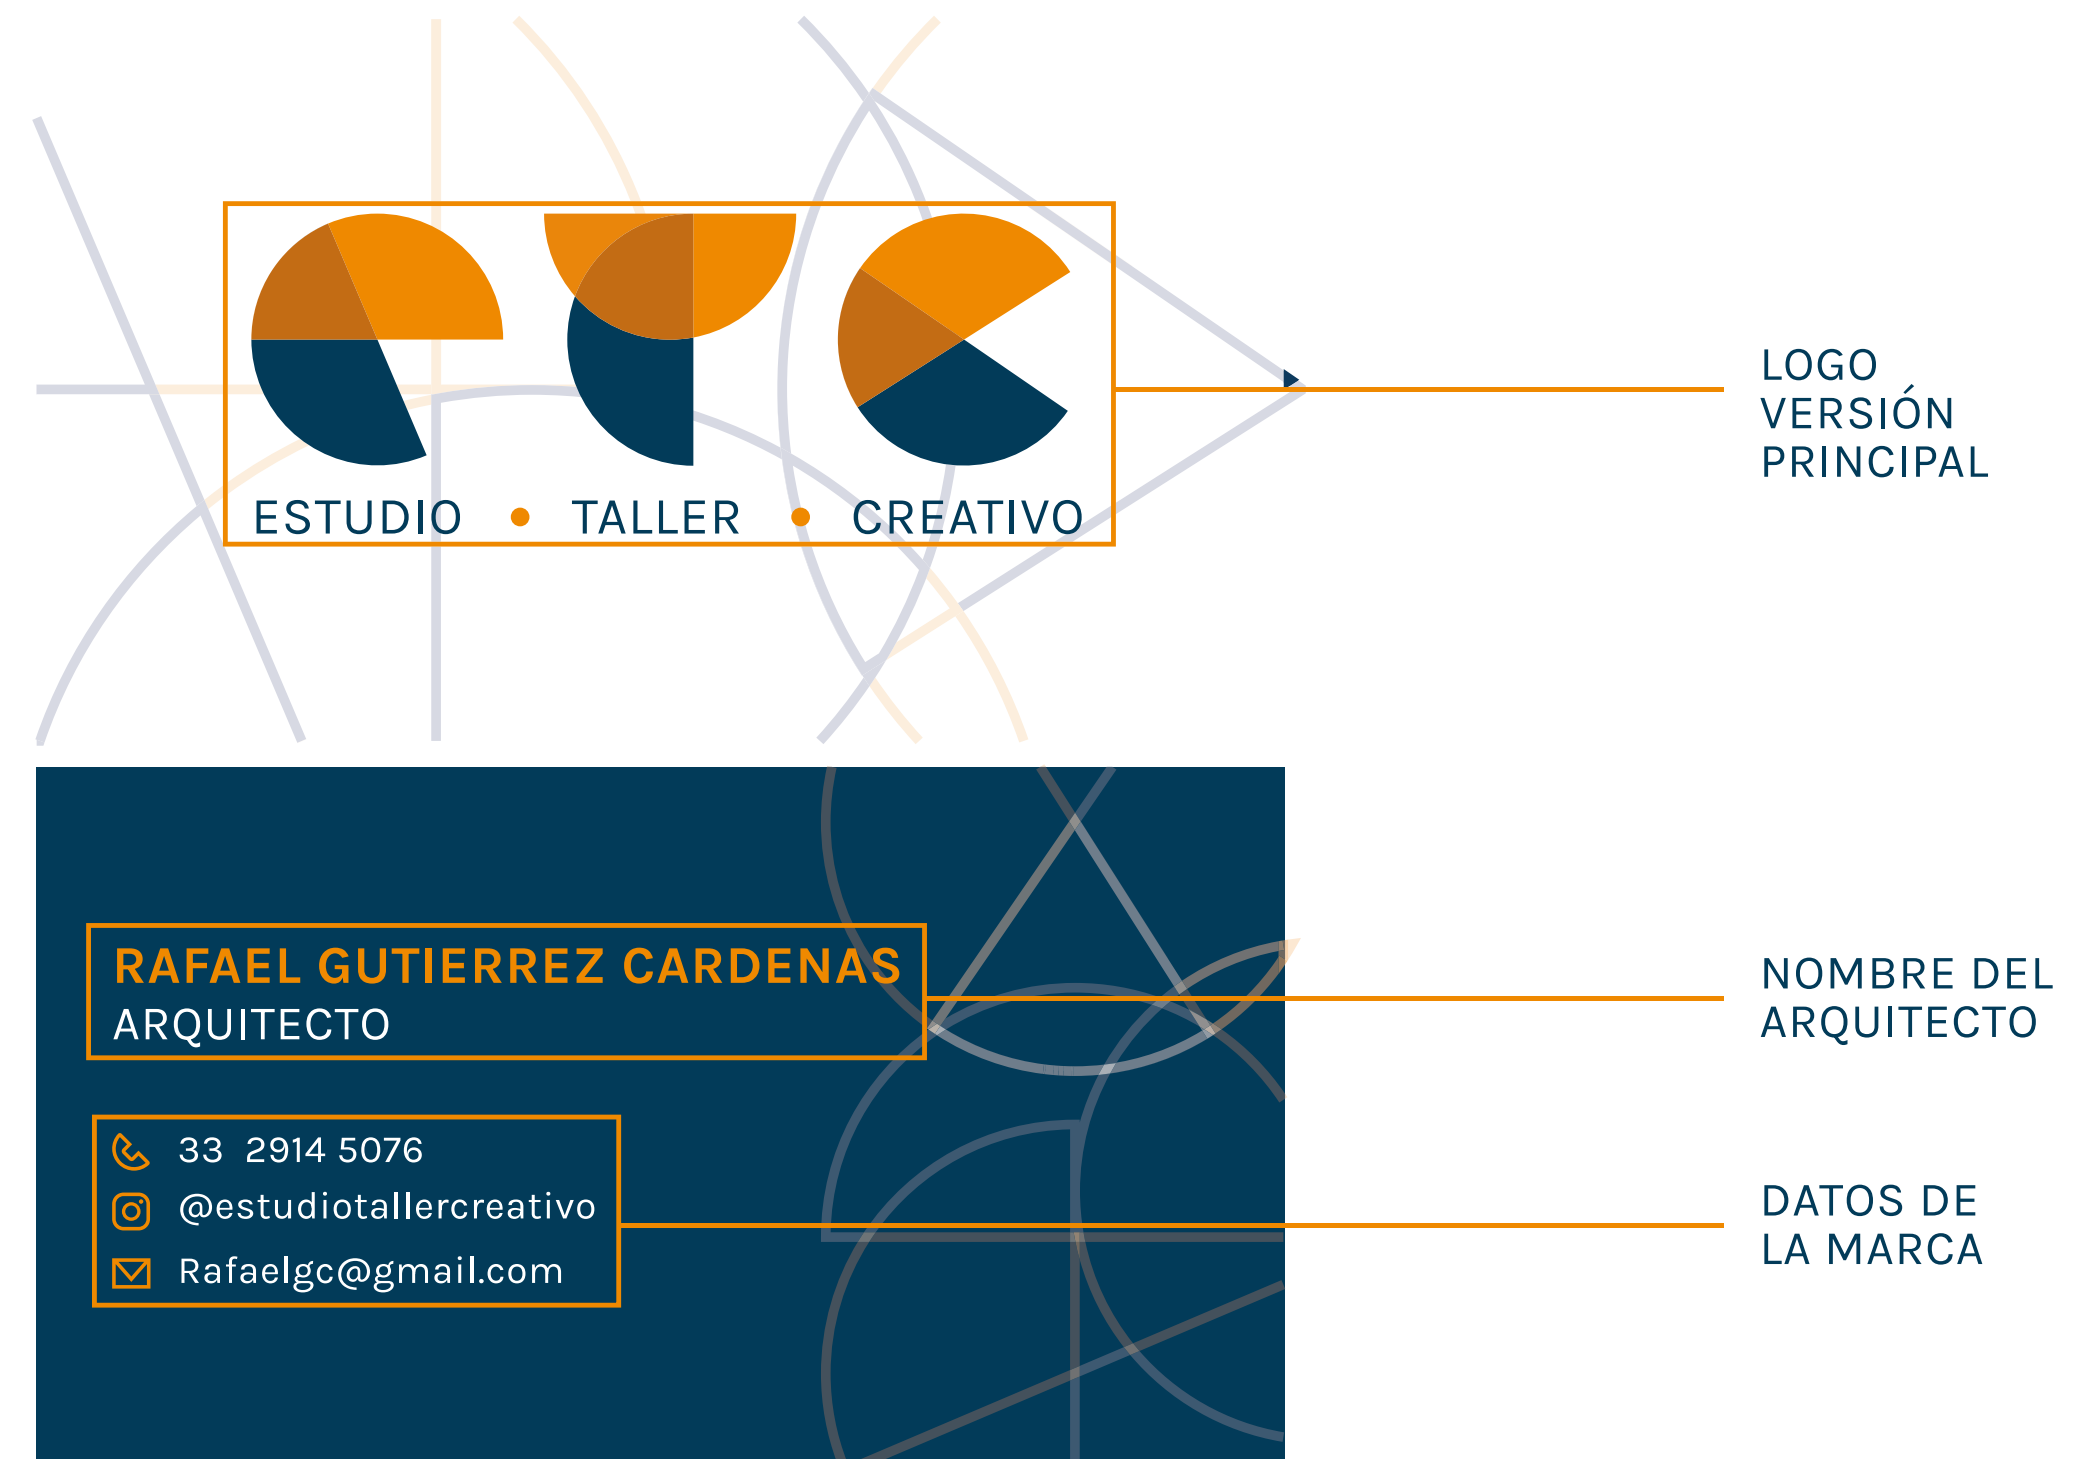 ESTUDIO • TALLER • CREATIVO
LOGO
VERSIÓN
PRINCIPAL
RAFAEL GUTIERREZ CARDENAS
ARQUITECTO
NOMBRE DEL
ARQUITECTO
33 2914 5076
@estudiotallercreativo
Rafaelgc@gmail.com
DATOS DE
LA MARCA